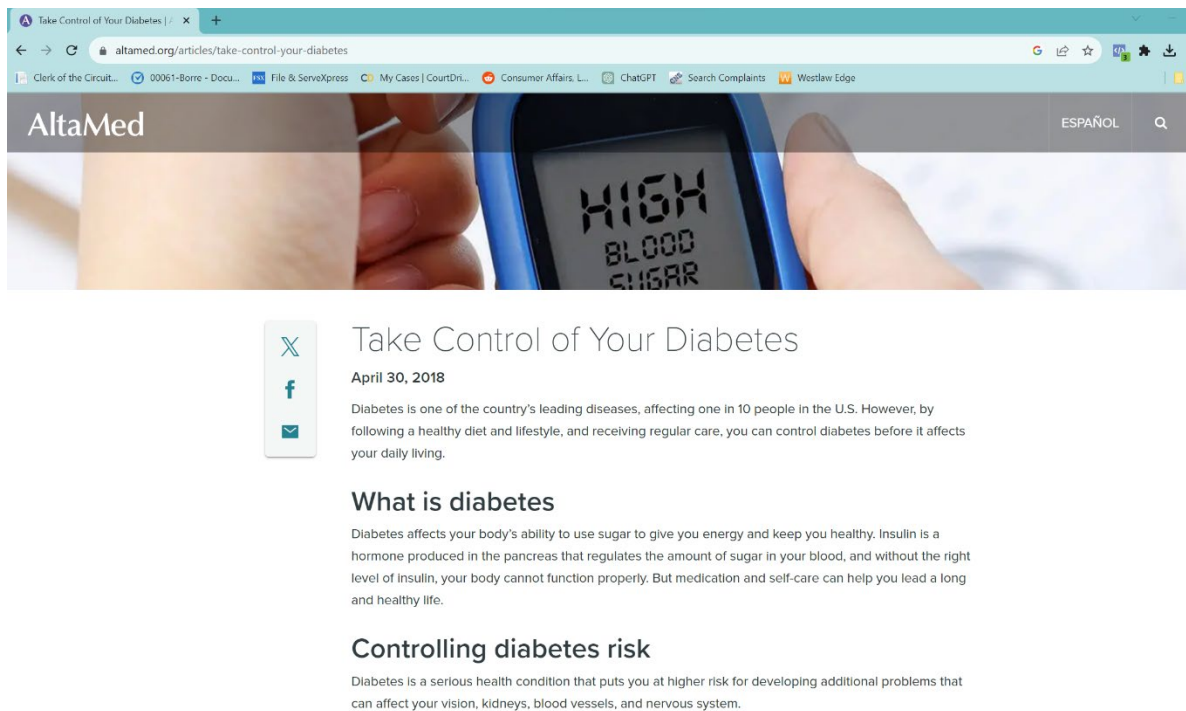 Take Control of Your Diabetes | A
altamed.org/articles/take-control-your-diabetes
3
Clerk of the Circuit... 00061-Borre - Docu... FSX File & ServeXpress My Cases | CourtDri... Consumer Affairs, L... ChatGPT Search Complaints Westlaw Edge
AltaMed ESPAÑOL
HIGH
BLOOD
SUGAR
Take Control of Your Diabetes
April 30, 2018
Diabetes is one of the country's leading diseases, affecting one in 10 people in the U.S. However, by
following a healthy diet and lifestyle, and receiving regular care, you can control diabetes before it affects
your daily living.
What is diabetes
Diabetes affects your body's ability to use sugar to give you energy and keep you healthy. Insulin is a
hormone produced in the pancreas that regulates the amount of sugar in your blood, and without the right
level of insulin, your body cannot function properly. But medication and self-care can help you lead a long
and healthy life.
Controlling diabetes risk
Diabetes is a serious health condition that puts you at higher risk for developing additional problems that
can affect your vision, kidneys, blood vessels, and nervous system.